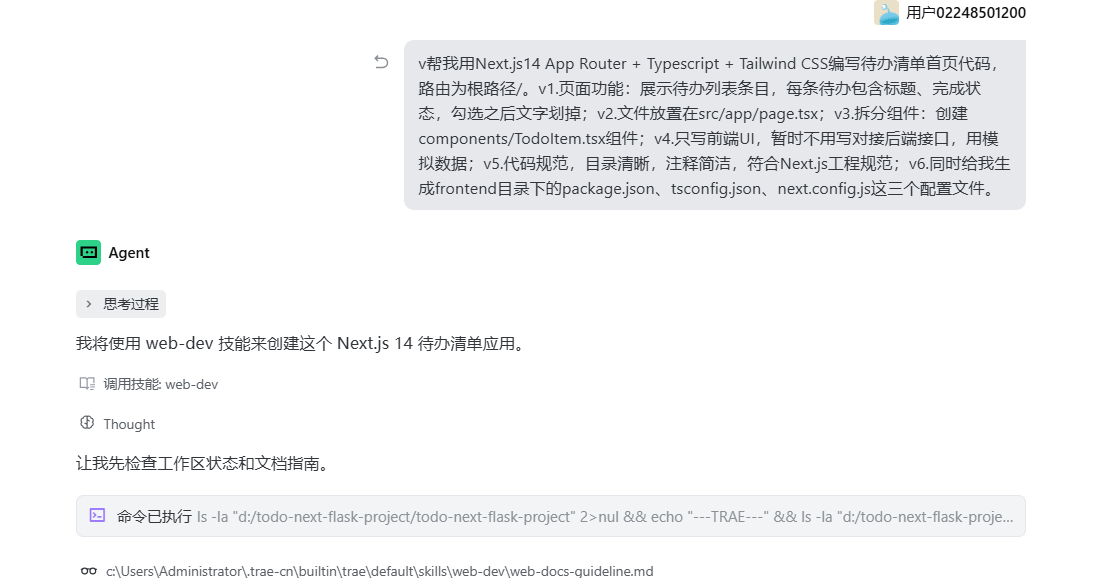 用户02248501200
v帮我用Next.js14 App Router + Typescript + Tailwind CSS编写待办清单首页代码，
路由为根路径/。v1.页面功能：展示待办列表条目，每条待办包含标题、完成状
态，勾选之后文字划掉；v2.文件放置在src/app/page.tsx；v3.拆分组件：创建
components/TodoItem.tsx组件；v4.只写前端UI，暂时不用写对接后端接口，用模
拟数据；v5.代码规范，目录清晰，注释简洁，符合Next.js工程规范；v6.同时给我生
成frontend目录下的package.json、tsconfig.json、next.config.js这三个配置文件。
Agent
思考过程
我将使用 web-dev 技能来创建这个 Next.js 14 待办清单应用。
调用技能: web-dev
Thought
让我先检查工作区状态和文档指南。
命令已执行 ls -la "d:/todo-next-flask-project/todo-next-flask-project" 2>nul && echo "---TRAE---" && ls -la "d:/todo-next-flask-proje...
c:\Users\Administrator\.trae-cn\builtin\trae\default\skills\web-dev\web-docs-guideline.md